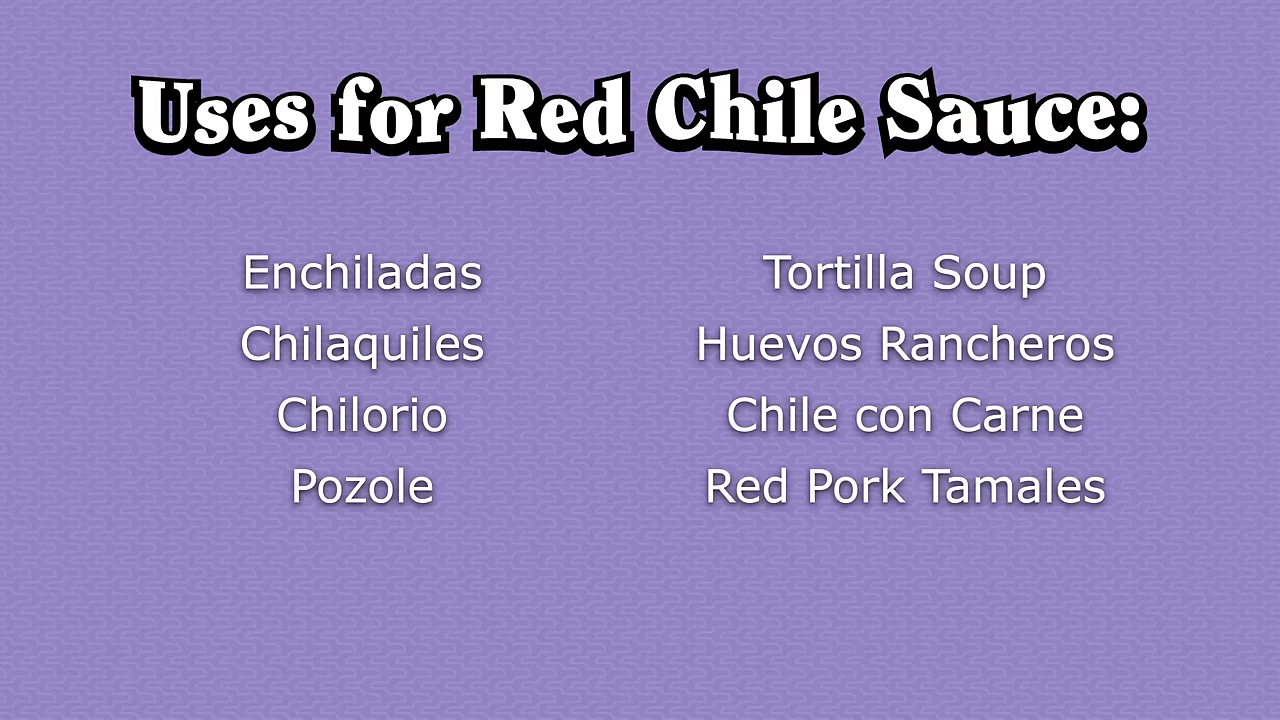 Uses for Red Chile Sauce:
Enchiladas
Chilaquiles
Chilorio
Pozole
Tortilla Soup
Huevos Rancheros
Chile con Carne
Red Pork Tamales